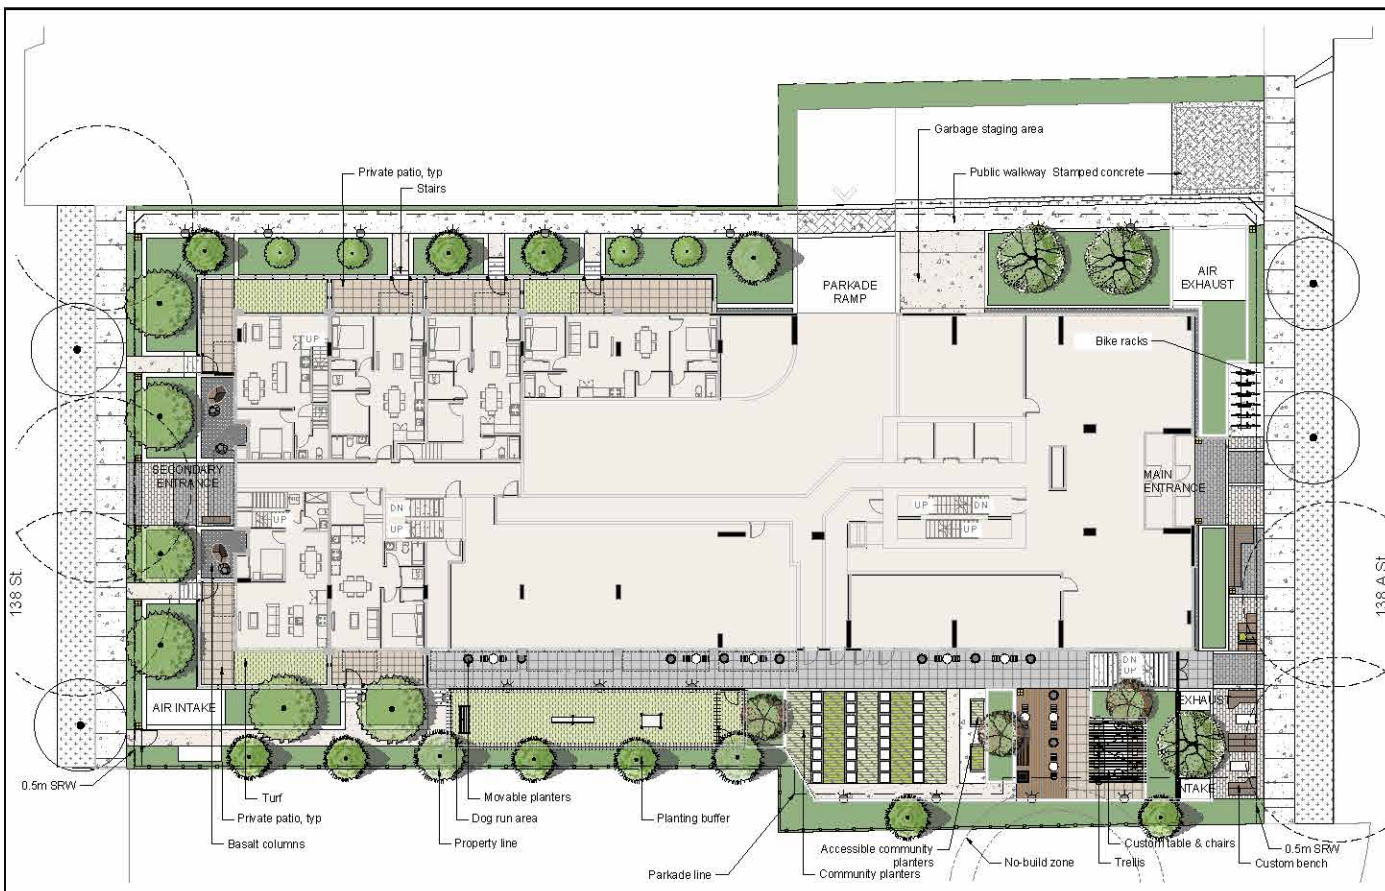 Garbage staging area
Private patio, typ
Public walkway Stamped concrete
Stairs
AIR
EXHAUST
PARKADE
RAMP
Bike racks
UP
SECONDARY
ENTRANCE
MAIN
ENTRANCE
DN
UP
DN
UP
UP
UP
138 St.
138 A St.
DN
UP
AIR INTAKE
EXHAUST
INTAKE
0.5m SRW
Turf
Movable planters
Private patio, typ
Dog run area
Planting buffer
Basalt columns
Property line
Accessible community
planters
Community planters
Custom table & chairs
0.5m SRW
No-build zone
Trellis
Custom bench
Parkade line